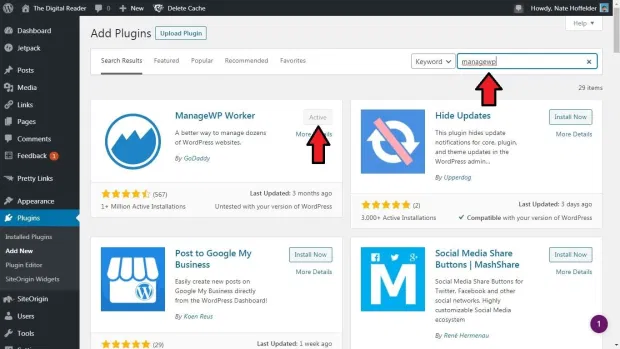 The Digital Reader
0
New
Delete Cache
Howdy, Nate Hoffelder
Help
Dashboard
Jetpack
Posts
Media
Links
Pages
Comments
Feedback 1
Pretty Links
Appearance
Plugins
Installed Plugins
Add New
Plugin Editor
SiteOrigin Widgets
SiteOrigin
Users
Tools
Add Plugins
Upload Plugin
Search Results
Featured
Popular
Recommended
Favorites
Keyword
managewp
29 items
ManageWP Worker
Active
More Details
A better way to manage dozens
of WordPress websites.
By GoDaddy
(567)
Last Updated: 3 months ago
1+ Million Active Installations
Untested with your version of WordPress
Hide Updates
Install Now
More Details
This plugin hides update
notifications for core, plugin,
and theme updates in the
WordPress admin...
By Upperdog
(2)
Last Updated: 3 days ago
3,000+ Active Installations
Compatible with your version of WordPress
Post to Google My
Business
Install Now
More Details
Easily create new posts on
Google My Business directly
from the WordPress Dashboard!
By Koen Reus
(29)
Last Updated: 1 week ago
Social Media Share
Buttons | MashShare
Install Now
More Details
Social Media Share Buttons for
Twitter, Facebook and other
social networks. Highly
customizable Social Media
ecosystem
By René Hermenau
M
1